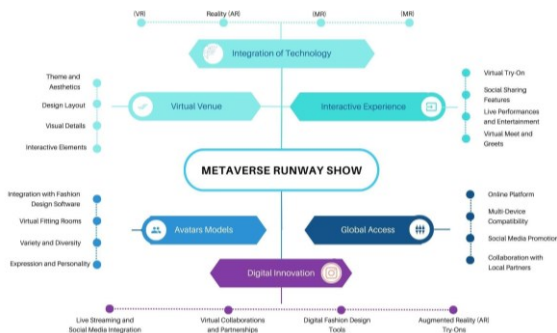 (VR)
Reality (AR)
(MR)
(MR)
Integration of Technology
Theme and
Aesthetics
Design Layout
Visual Details
Interactive Elements
Virtual Venue
Interactive Experience
Virtual Try-On
Social Sharing
Features
Live Performances
and Entertainment
Virtual Meet and
Greets
METAVERSE RUNWAY SHOW
Integration with Fashion
Design Software
Virtual Fitting Rooms
Variety and Diversity
Expression and Personality
Avatars Models
Global Access
Online Platform
Multi Device
Compatibility
Social Media Promotion
Collaboration with
Local Partners
Digital Innovation
Live Streaming and
Social Media Integration
Virtual Collaborations
and Partnerships
Digital Fashion Design
Tools
Augmented Reality (AR)
Try-Ons